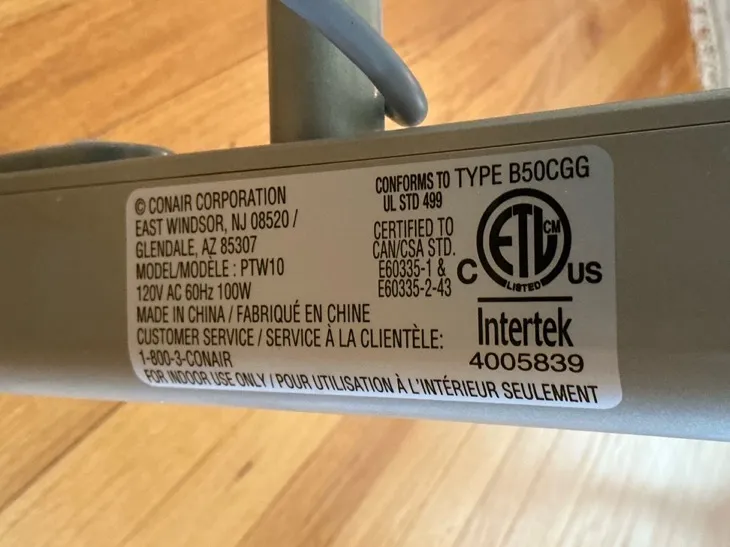 © CONAIR CORPORATION
EAST WINDSOR, NJ 08520 /
GLENDALE, AZ 85307
MODEL/MODÈLE : PTW10
120V AC 60Hz 100W
MADE IN CHINA / FABRIQUÉ EN CHINE
CUSTOMER SERVICE / SERVICE À LA CLIENTÈLE:
1-800-3-CONAIR
FOR INDOOR USE ONLY / POUR UTILISATION À L'INTÉRIEUR SEULEMENT
CONFORMS TO
UL STD 499
CERTIFIED TO
CAN/CSA STD.
E60335-1 &
E60335-2-43
TYPE B50CGG
ETL CM
LISTED
C US
Intertek
4005839